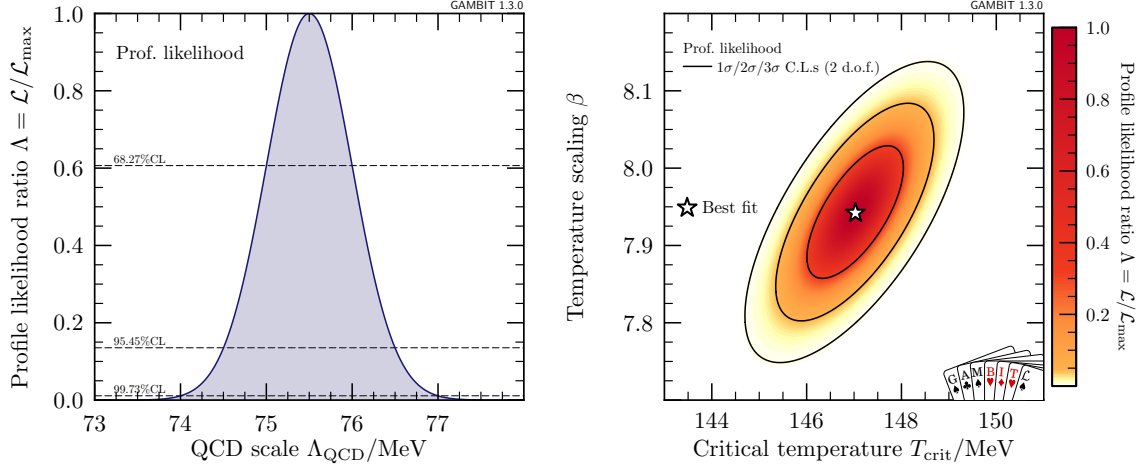 GAMBIT 1.3.0
Prof. likelihood
68.27%CL
95.45%CL
99.73%CL
1.0
0.8
0.6
0.4
0.2
0.0
73 74 75 76 77
QCD scale Λ_QCD/MeV
Profile likelihood ratio Λ = ℒ/ℒ_max
GAMBIT 1.3.0
Prof. likelihood
1σ/2σ/3σ C.L.s (2 d.o.f.)
Best fit
8.1
8.0
7.9
7.8
144 146 148 150
Critical temperature T_crit/MeV
Temperature scaling β
G A M B I T ℒ
1.0
0.8
0.6
0.4
0.2
Profile likelihood ratio Λ = ℒ/ℒ_max